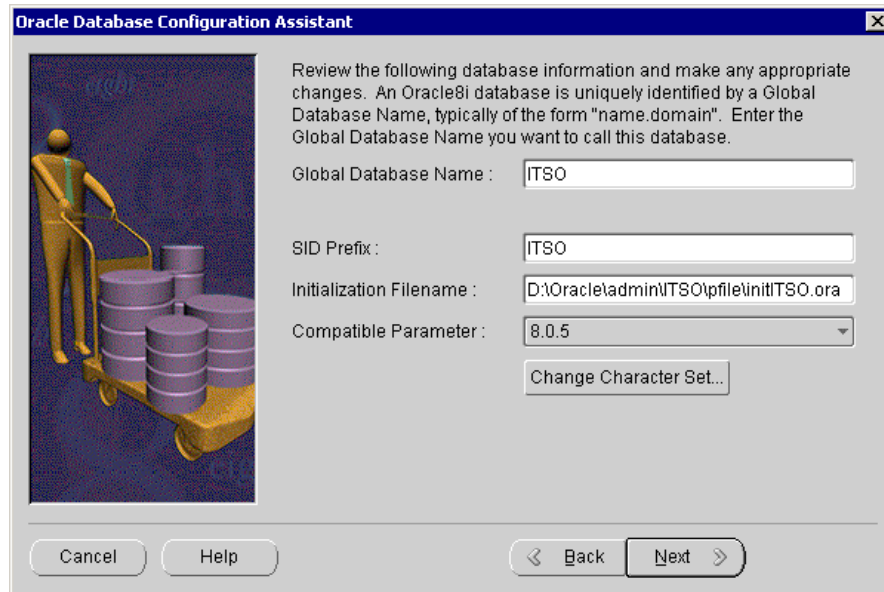 Oracle Database Configuration Assistant
Review the following database information and make any appropriate
changes. An Oracle8i database is uniquely identified by a Global
Database Name, typically of the form "name.domain". Enter the
Global Database Name you want to call this database.
Global Database Name : ITSO
SID Prefix : ITSO
Initialization Filename : D:\Oracle\admin\ITSO\pfile\initITSO.ora
Compatible Parameter : 8.0.5
Change Character Set...
Cancel Help Back Next